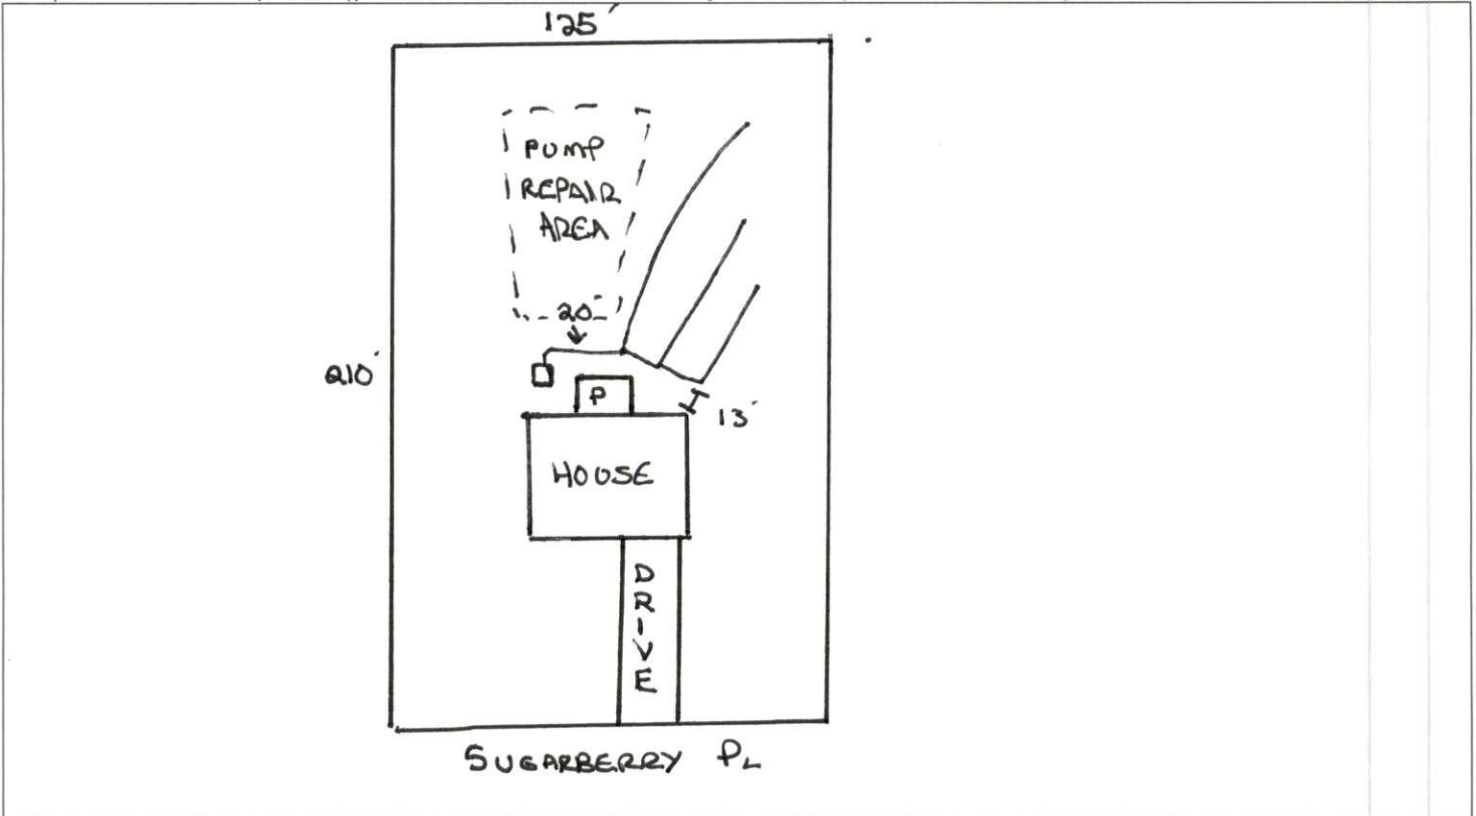 125'
PUMP
REPAIR
AREA
20'
210'
P
13'
HOUSE
D
R
I
V
E
SUGARBERRY PL